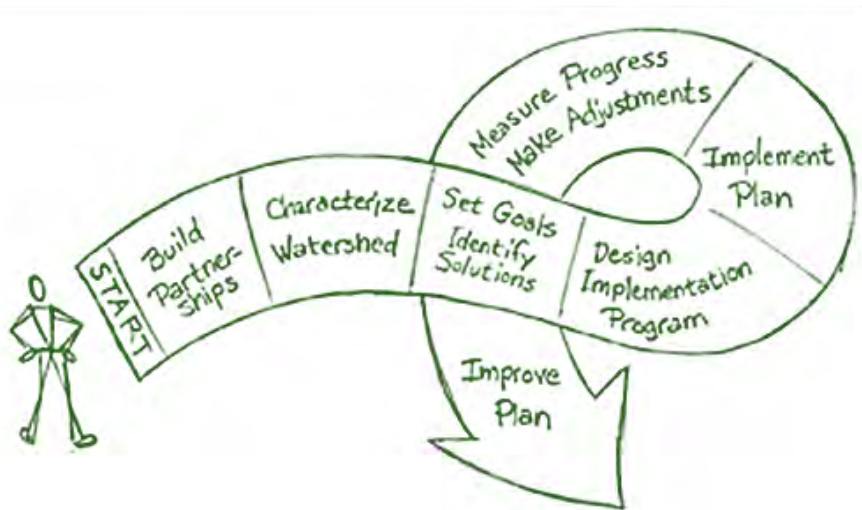 START
Build
Partner-
ships
Characterize
Watershed
Set Goals
Identify
Solutions
Design
Implementation
Program
Implement
Plan
Measure Progress
Make Adjustments
Improve
Plan